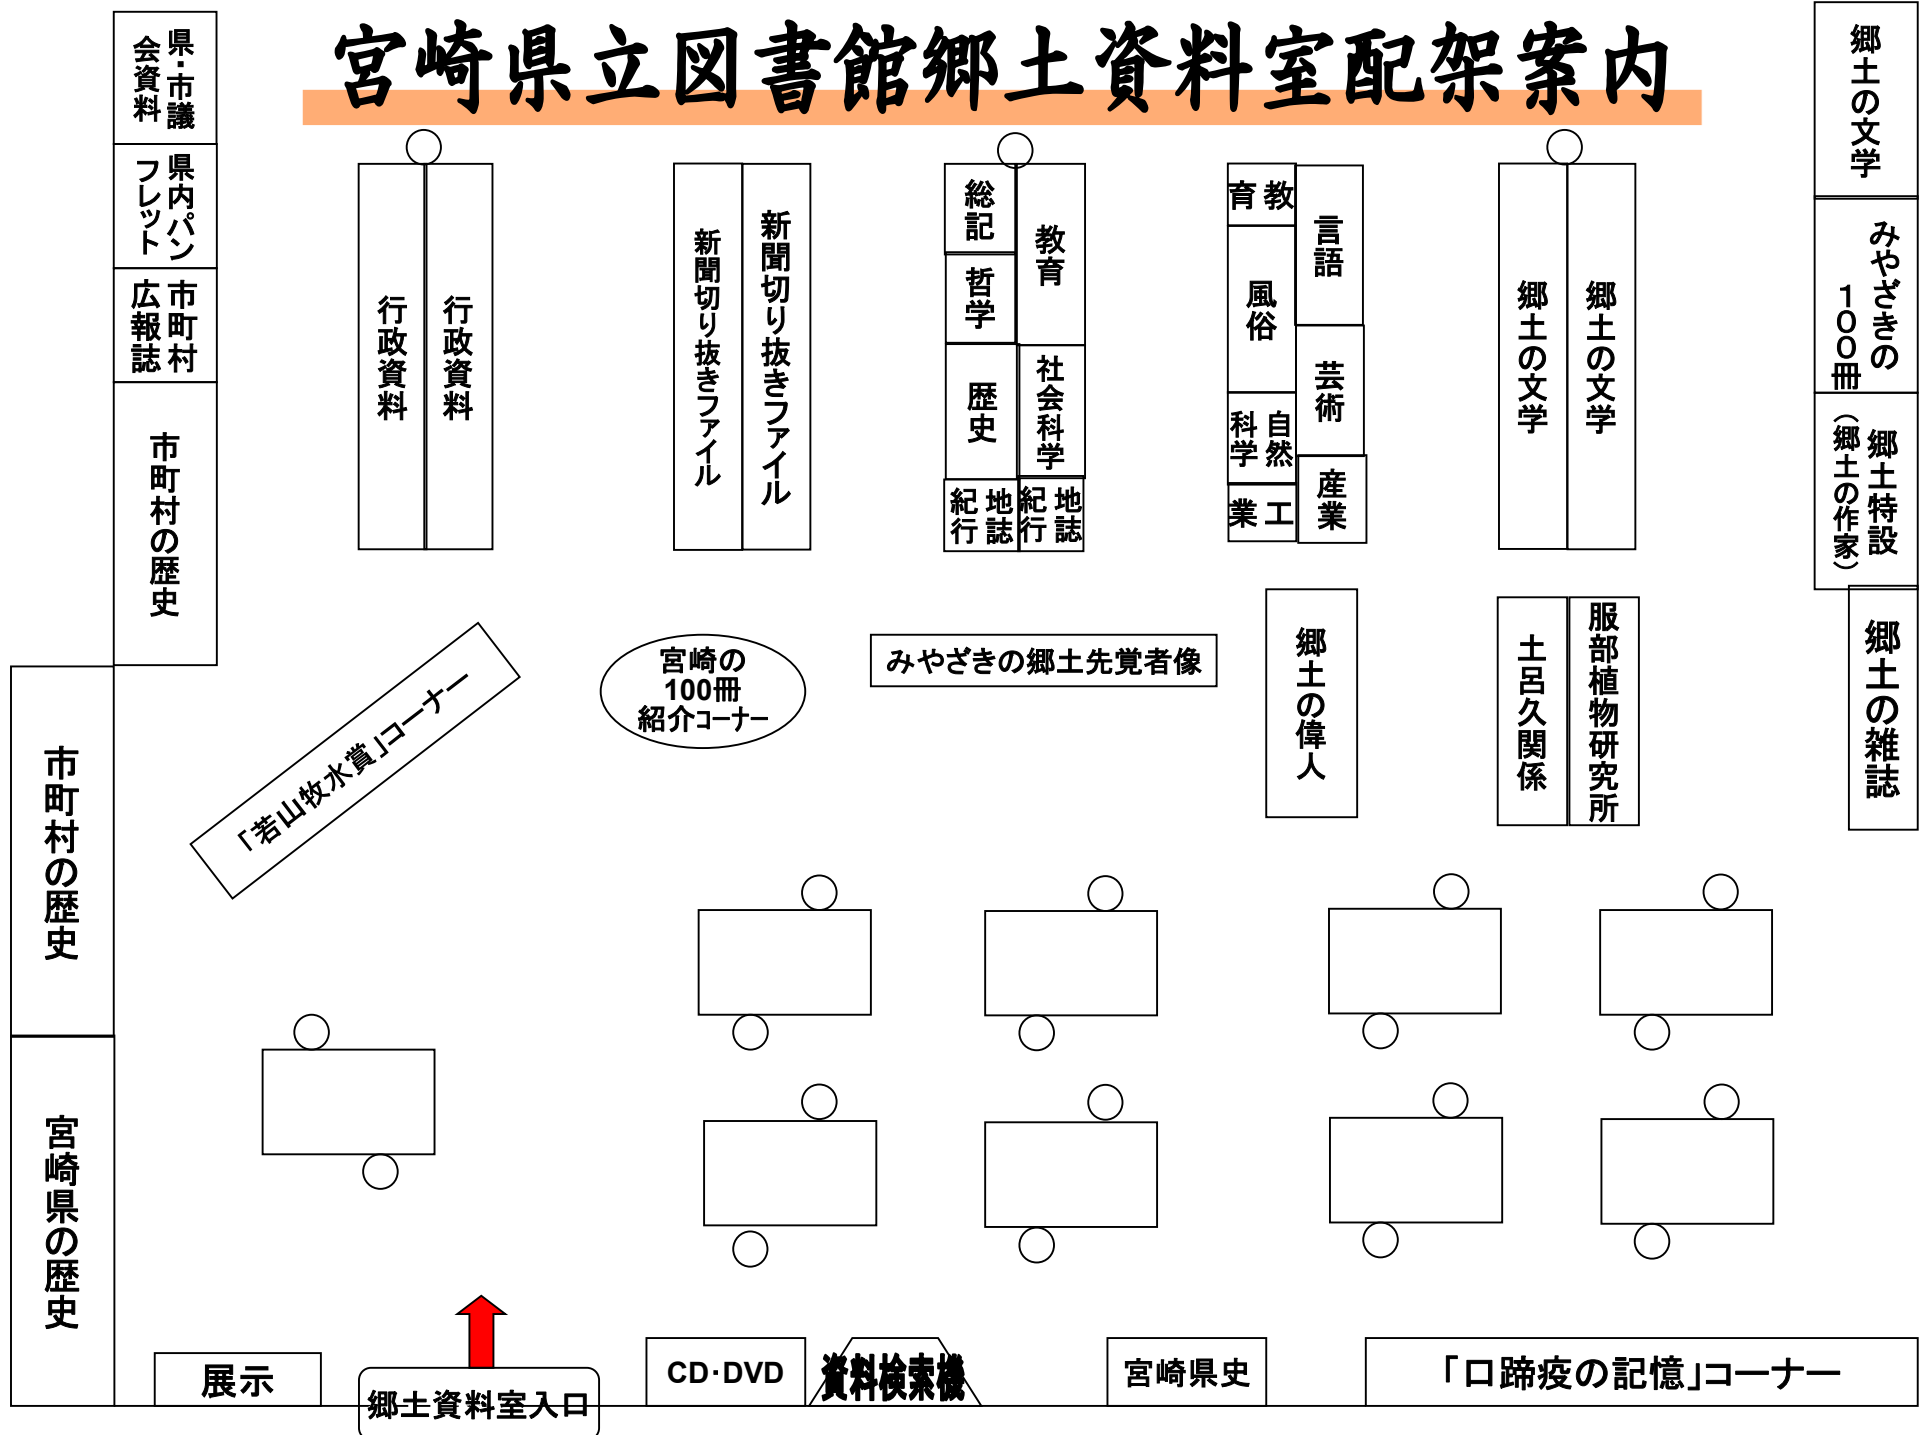 宮崎県立図書館郷土資料室配架案内
県・市議
会資料
県内パン
フレット
市町村
広報誌
市町村の歴史
市町村の歴史
宮崎県の歴史
行政資料
行政資料
新聞切り抜きファイル
新聞切り抜きファイル
総記
哲学
歴史
地誌
紀行
教育
社会科学
地誌
紀行
教育
風俗
自然
科学
工業
言語
芸術
産業
郷土の文学
郷土の文学
郷土の文学
みやざきの
１００冊
郷土特設
（郷土の作家）
郷土の雑誌
「若山牧水賞」コーナー
宮崎の
100冊
紹介ｺｰﾅｰ
みやざきの郷土先覚者像
郷土の偉人
土呂久関係
服部植物研究所
展示
郷土資料室入口
CD･DVD
資料検索機
宮崎県史
「口蹄疫の記憶」コーナー